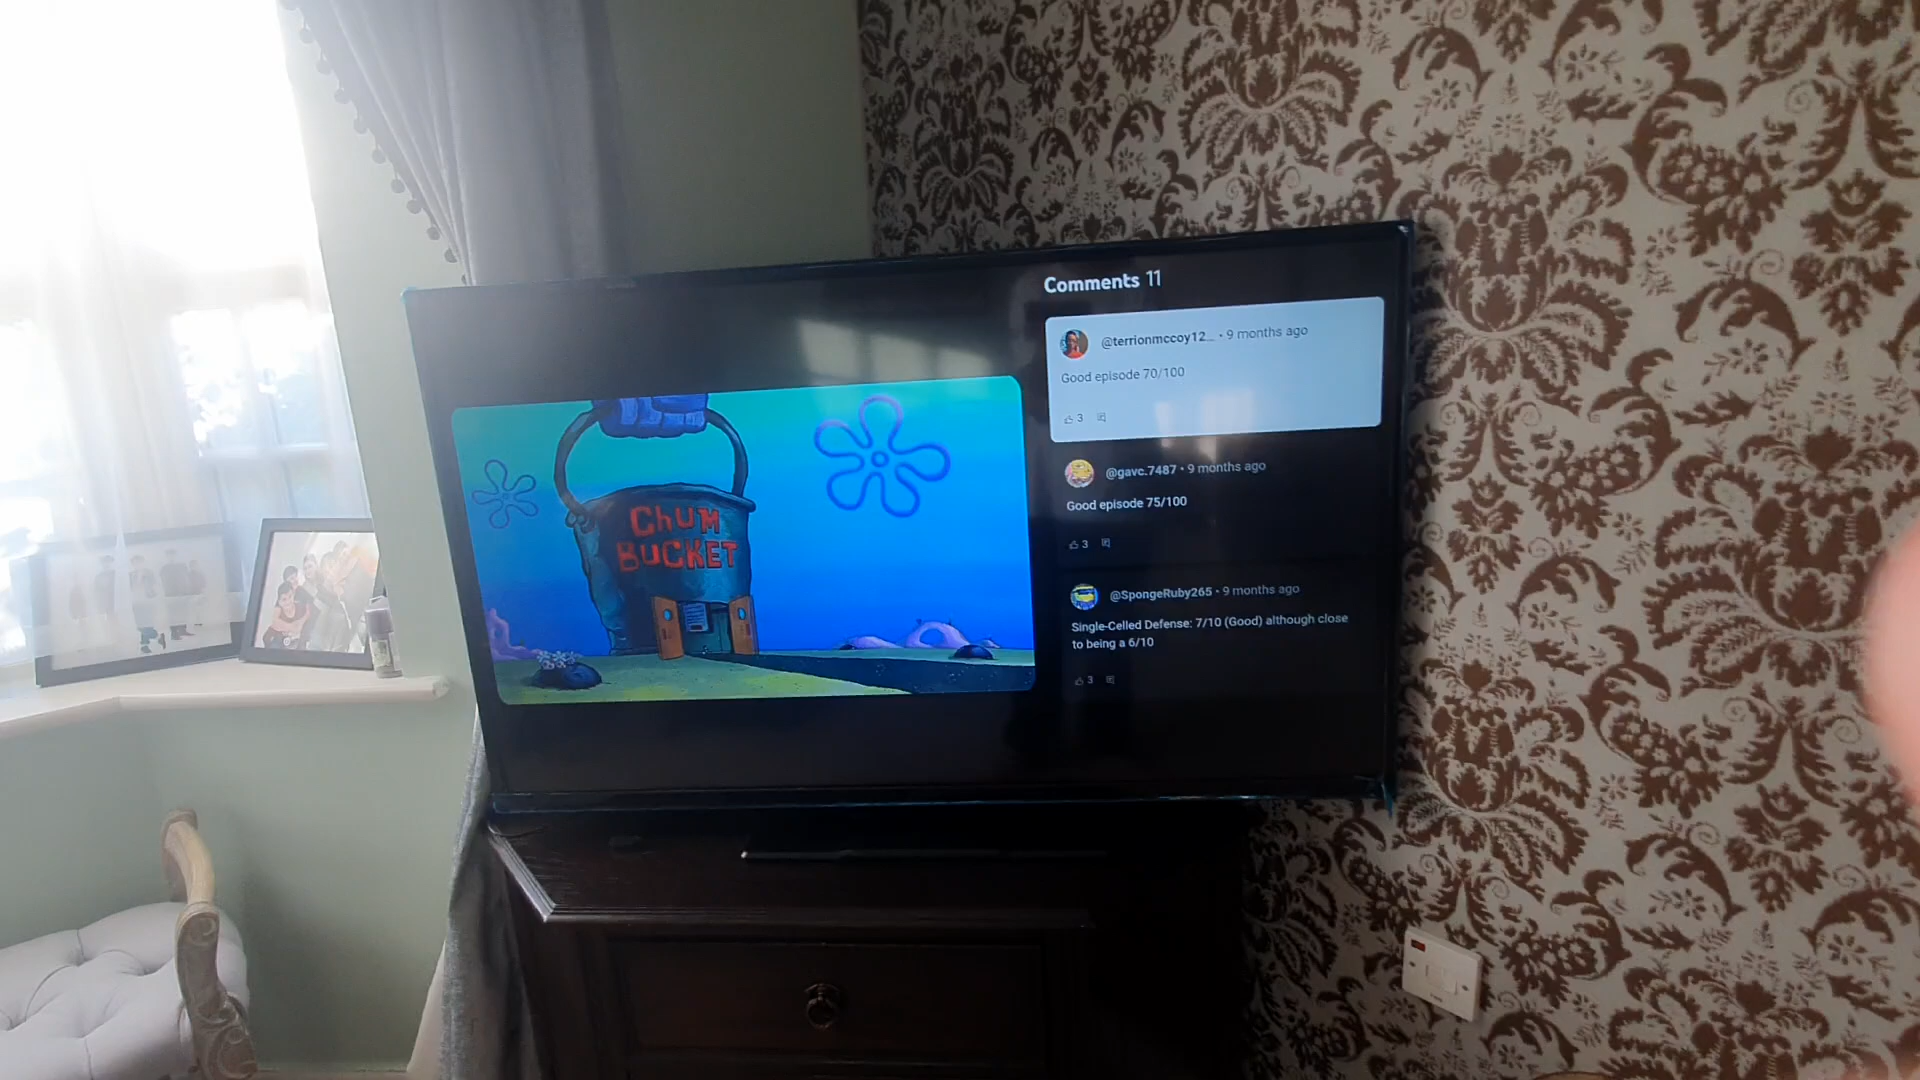 Comments 11
@terrionmccoy12... • 9 months ago
Good episode 70/100
3
@gavc.7487 • 9 months ago
Good episode 75/100
3
@SpongeRuby265 • 9 months ago
Single-Celled Defense: 7/10 (Good) although close
to being a 6/10
3
CHUM
BUCKET